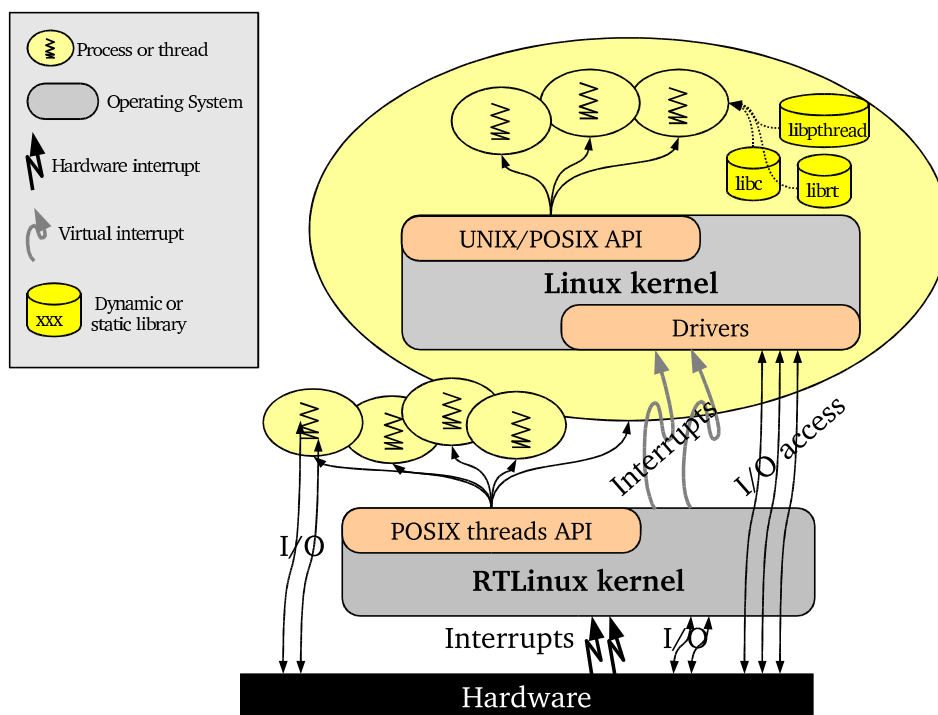 Process or thread
Operating System
Hardware interrupt
Virtual interrupt
xxx
Dynamic or
static library
libpthread
libc
librt
UNIX/POSIX API
Linux kernel
Drivers
Interrupts
I/O access
POSIX threads API
I/O
RTLinux kernel
Interrupts
I/O
Hardware